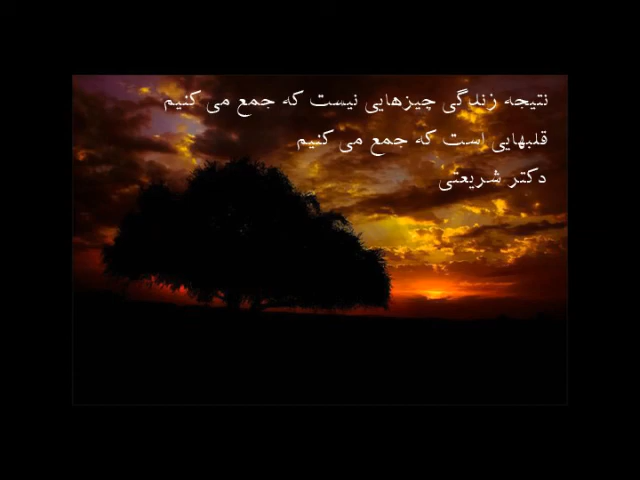 نتیجه زندگی چیزهایی نیست که جمع می کنیم
قلبهایی است که جمع می کنیم
دکتر شریعتی